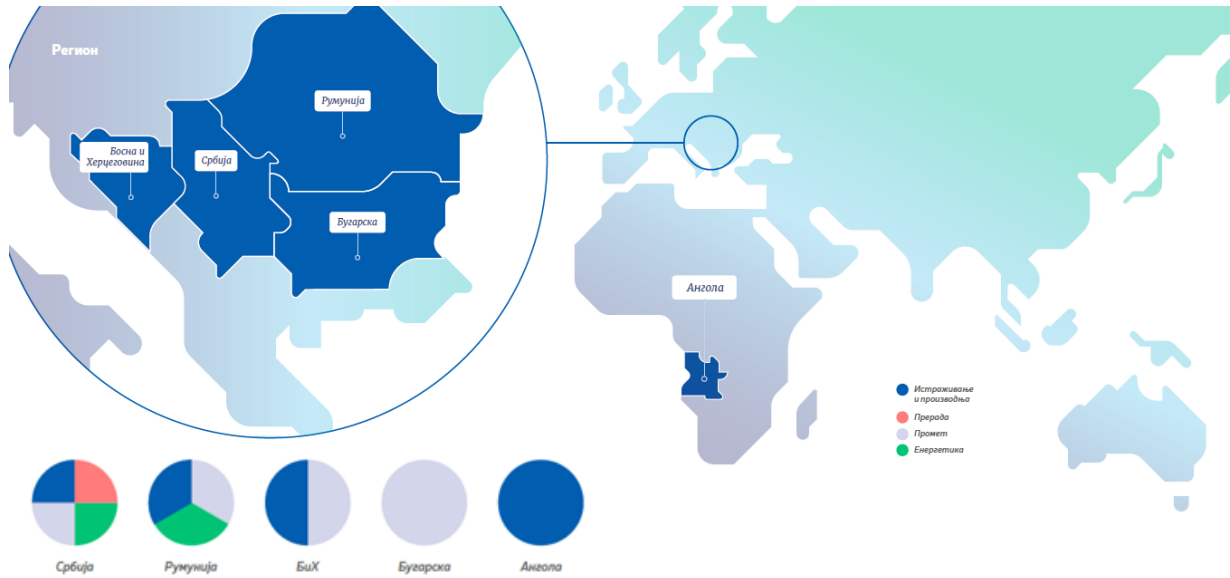 Регион
Румунија
Босна и
Херцеговина
Србија
Бугарска
Ангола
Истраживање
и производња
Прерада
Промет
Енергетика
Србија
Румунија
БиХ
Бугарска
Ангола